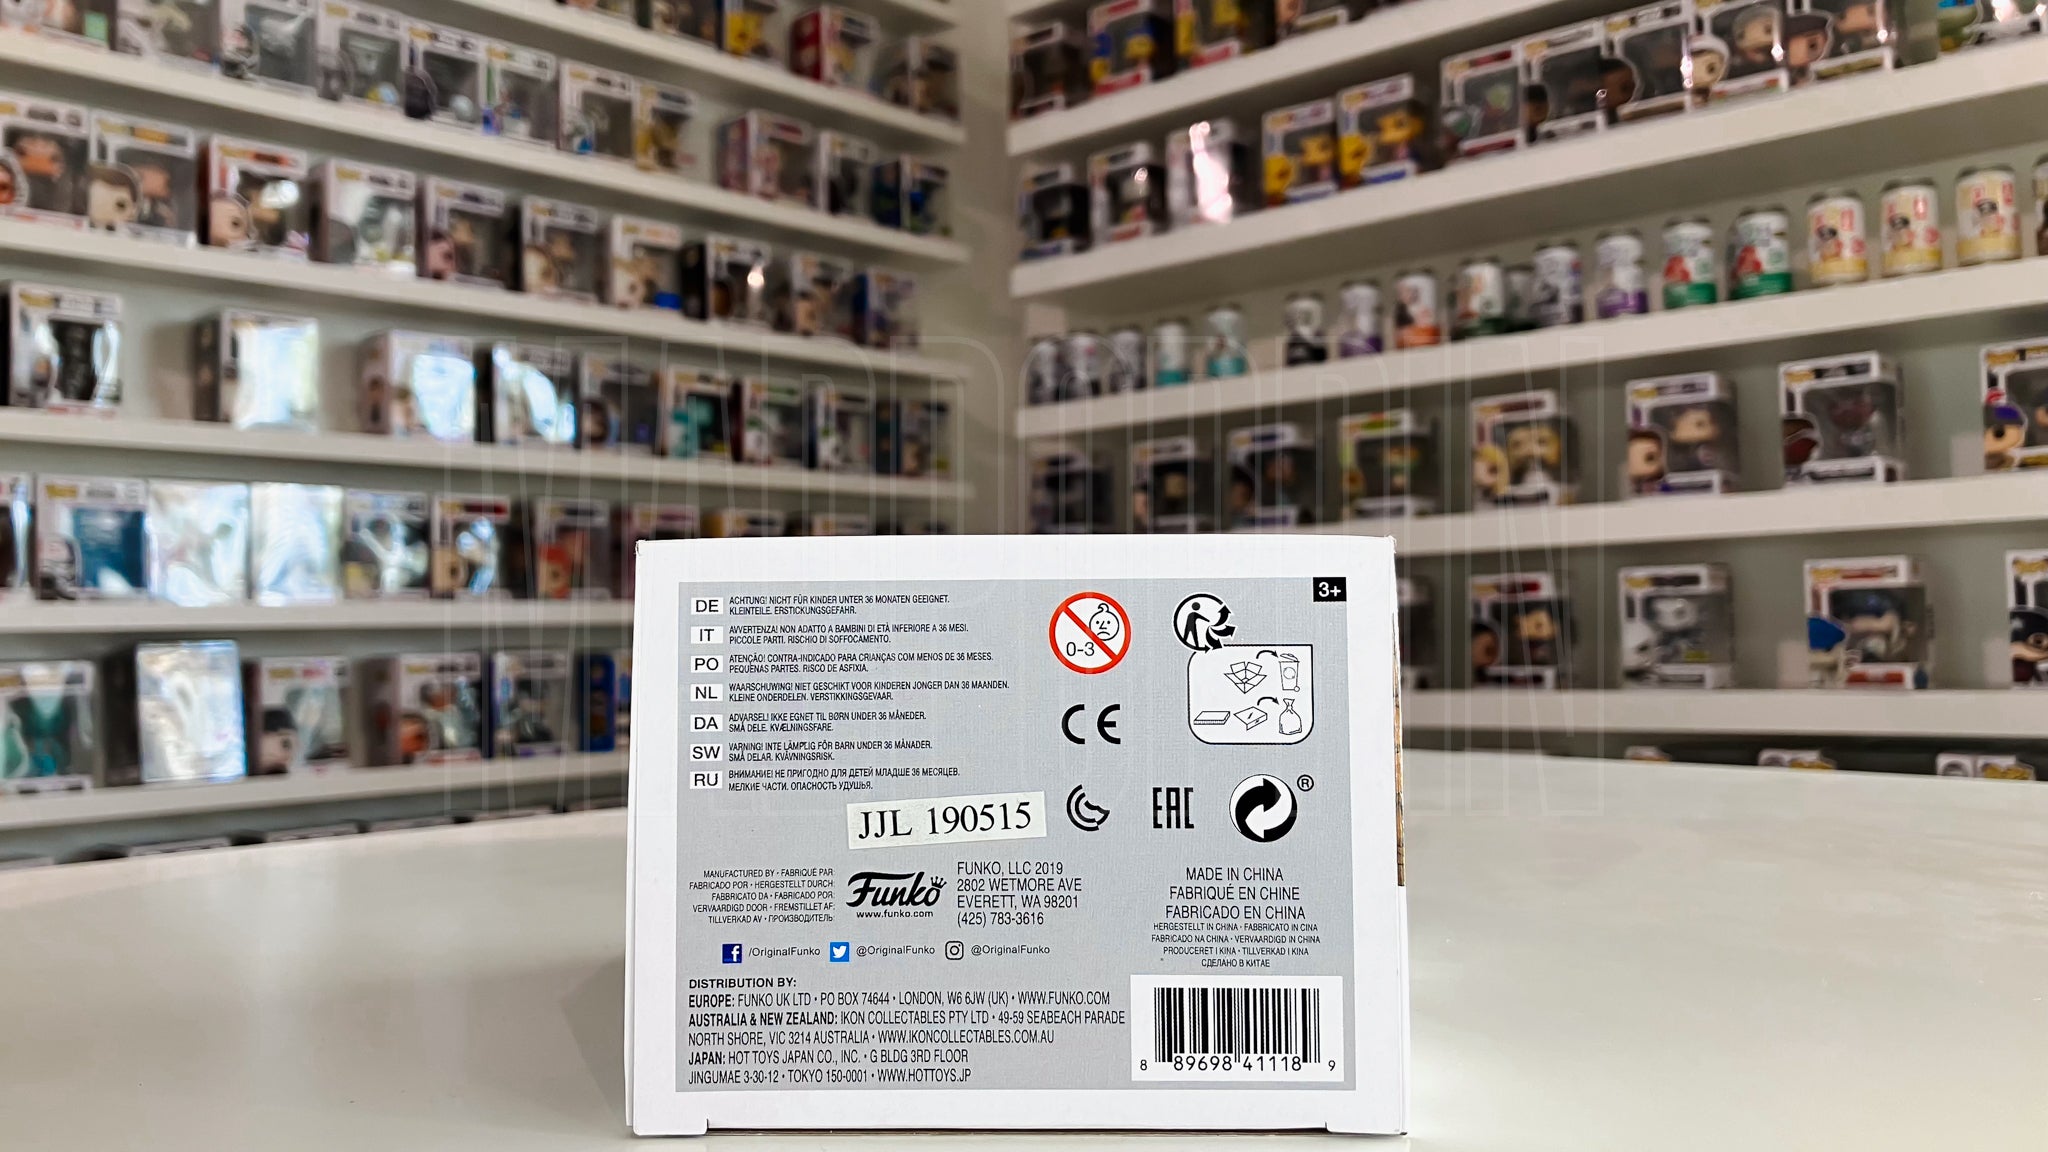 MARPOPPIN
3+
DE ACHTUNG! NICHT FÜR KINDER UNTER 36 MONATEN GEEIGNET.
KLEINTEILE. ERSTICKUNGSGEFAHR.
IT AVVERTENZA! NON ADATTO A BAMBINI DI ETÀ INFERIORE A 36 MESI.
PICCOLE PARTI. RISCHIO DI SOFFOCAMENTO.
PO ATENÇÃO! CONTRA-INDICADO PARA CRIANÇAS COM MENOS DE 36 MESES.
PEQUENAS PARTES. RISCO DE ASFIXIA.
NL WAARSCHUWING! NIET GESCHIKT VOOR KINDEREN JONGER DAN 36 MAANDEN.
KLEINE ONDERDELEN. VERSTIKKINGSGEVAAR.
DA ADVARSEL! IKKE EGNET TIL BØRN UNDER 36 MÅNEDER.
SMÅ DELE. KVÆLNINGSFARE.
SW VARNING! INTE LÄMPLIG FÖR BARN UNDER 36 MÅNADER.
SMÅ DELAR. KVÄVNINGSRISK.
RU ВНИМАНИЕ! НЕ ПРИГОДНО ДЛЯ ДЕТЕЙ МЛАДШЕ 36 МЕСЯЦЕВ.
МЕЛКИЕ ЧАСТИ. ОПАСНОСТЬ УДУШЬЯ.
0-3
CE
JJL 190515
EAC
®
MANUFACTURED BY • FABRIQUÉ PAR
FABRICADO POR • HERGESTELLT DURCH:
FABBRICATO DA • FABRICADO POR:
VERVAARDIGD DOOR • FREMSTILLET AF:
TILLVERKAD AV • ПРОИЗВОДИТЕЛЬ:
Funko
www.funko.com
FUNKO, LLC 2019
2802 WETMORE AVE
EVERETT, WA 98201
(425) 783-3616
MADE IN CHINA
FABRIQUÉ EN CHINE
FABRICADO EN CHINA
HERGESTELLT IN CHINA • FABBRICATO IN CINA
FABRICADO NA CHINA • VERVAARDIGD IN CHINA
PRODUCERET I KINA • TILLVERKAD I KINA
СДЕЛАНО В КИТАЕ
/OriginalFunko @OriginalFunko @OriginalFunko
DISTRIBUTION BY:
EUROPE: FUNKO UK LTD • PO BOX 74644 • LONDON, W6 6JW (UK) • WWW.FUNKO.COM
AUSTRALIA & NEW ZEALAND: IKON COLLECTABLES PTY LTD • 49-59 SEABEACH PARADE
NORTH SHORE, VIC 3214 AUSTRALIA • WWW.IKONCOLLECTABLES.COM.AU
JAPAN: HOT TOYS JAPAN CO., INC. • G BLDG 3RD FLOOR
JINGUMAE 3-30-12 • TOKYO 150-0001 • WWW.HOTTOYS.JP
8 89698 41118 9